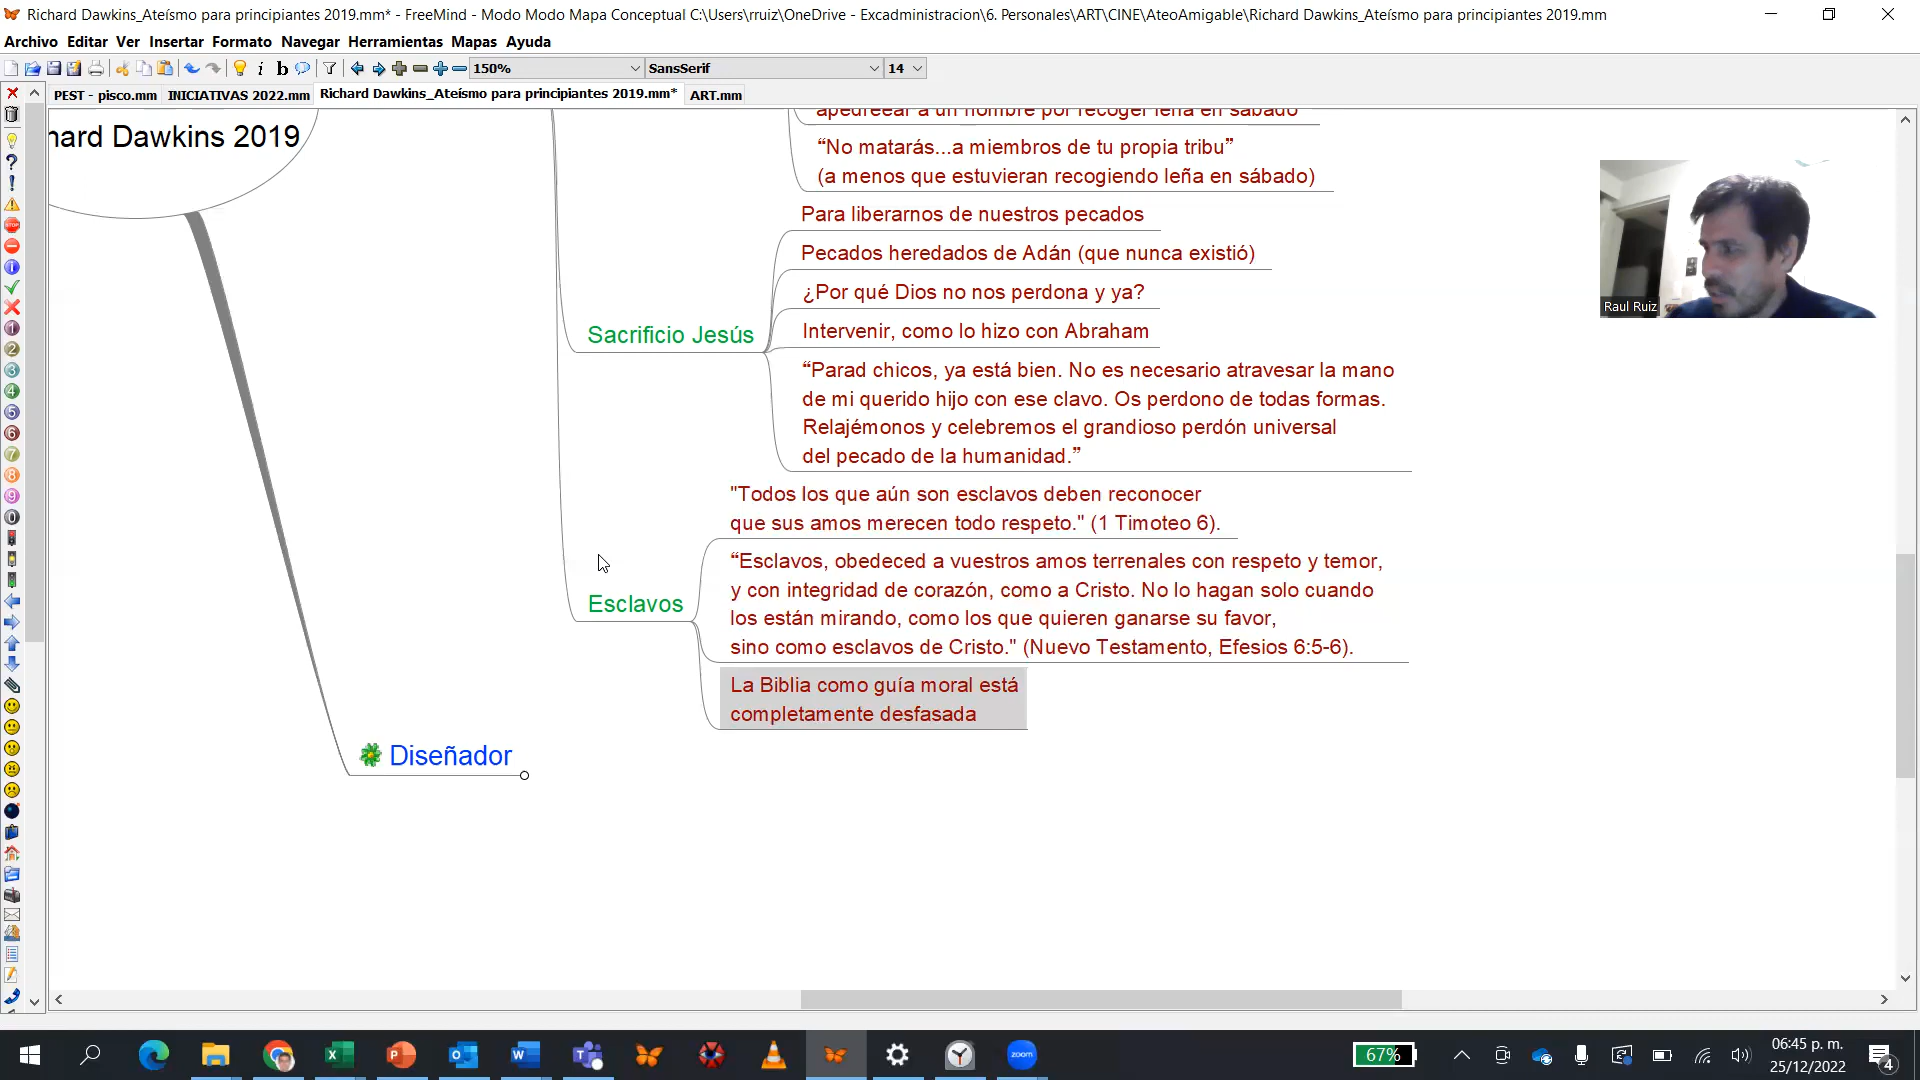 Richard Dawkins_Ateísmo para principiantes 2019.mm* - FreeMind - Modo Modo Mapa Conceptual C:\Users\rruiz\OneDrive - Excadministracion\6. Personales\ART\CINE\AteoAmigable\Richard Dawkins_Ateísmo para principiantes 2019.mm
Archivo Editar Ver Insertar Formato Navegar Herramientas Mapas Ayuda
150% SansSerif 14
PEST - pisco.mm INICIATIVAS 2022.mm Richard Dawkins_Ateísmo para principiantes 2019.mm* ART.mm
hard Dawkins 2019
apedreear a un hombre por recoger leña en sábado
“No matarás...a miembros de tu propia tribu”
(a menos que estuvieran recogiendo leña en sábado)
Para liberarnos de nuestros pecados
Pecados heredados de Adán (que nunca existió)
¿Por qué Dios no nos perdona y ya?
Sacrificio Jesús
Intervenir, como lo hizo con Abraham
“Parad chicos, ya está bien. No es necesario atravesar la mano
de mi querido hijo con ese clavo. Os perdono de todas formas.
Relajémonos y celebremos el grandioso perdón universal
del pecado de la humanidad.”
"Todos los que aún son esclavos deben reconocer
que sus amos merecen todo respeto." (1 Timoteo 6).
Esclavos
“Esclavos, obedeced a vuestros amos terrenales con respeto y temor,
y con integridad de corazón, como a Cristo. No lo hagan solo cuando
los están mirando, como los que quieren ganarse su favor,
sino como esclavos de Cristo." (Nuevo Testamento, Efesios 6:5-6).
La Biblia como guía moral está
completamente desfasada
Diseñador
Raul Ruiz
67%
06:45 p. m.
25/12/2022
4
zoom